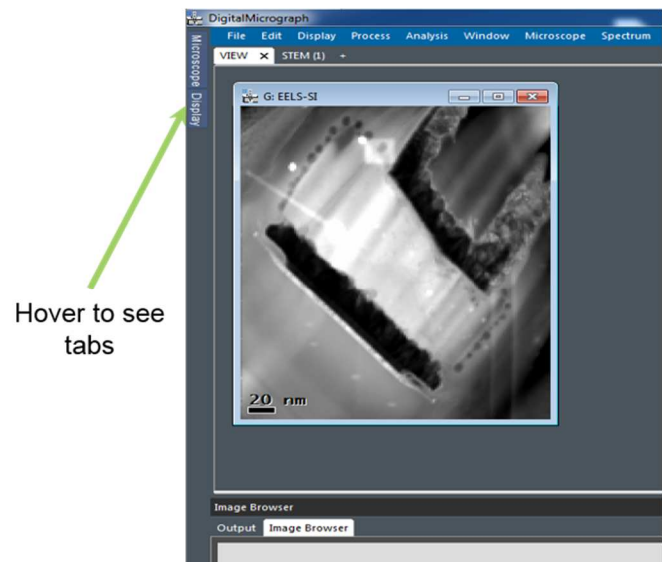 DigitalMicrograph
File Edit Display Process Analysis Window Microscope Spectrum
VIEW × STEM (1) +
Microscope Display
G: EELS-SI
Hover to see
tabs
20 nm
Image Browser
Output Image Browser